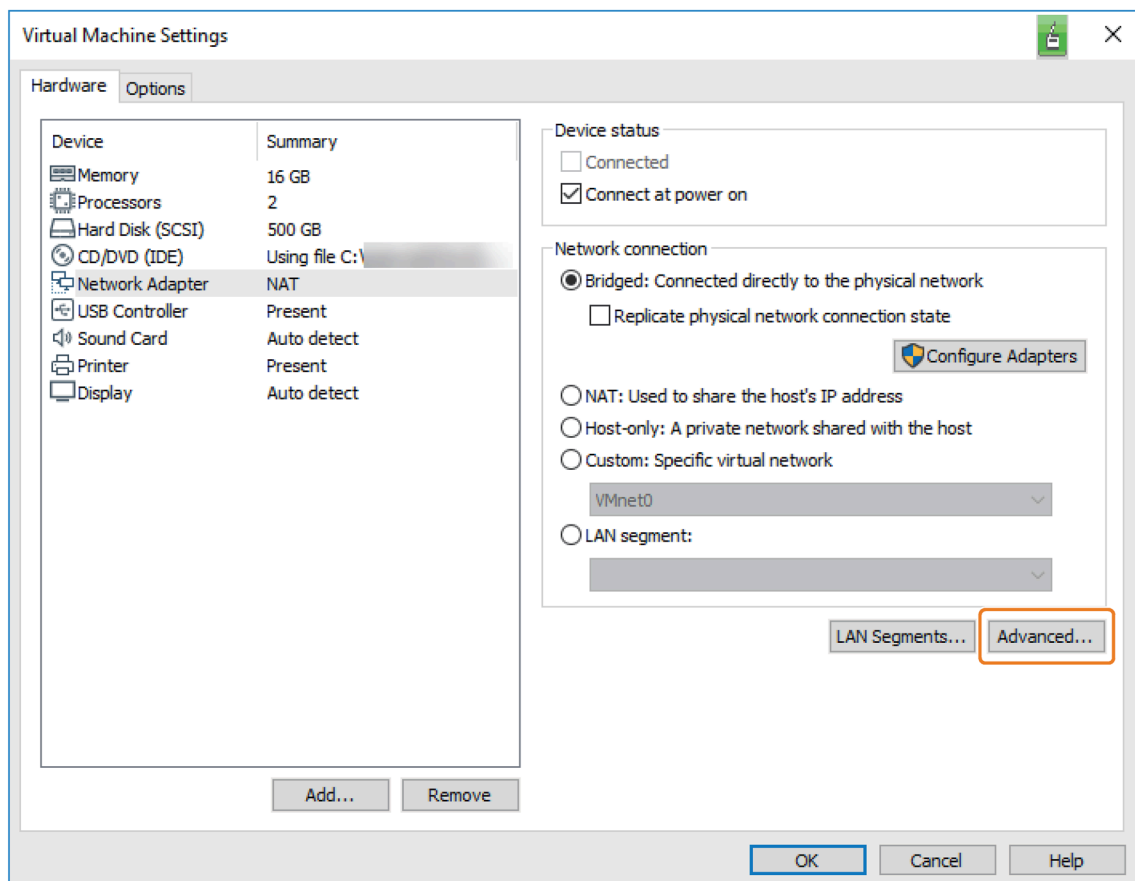 Virtual Machine Settings
Hardware
Options
Device Summary
Memory 16 GB
Processors 2
Hard Disk (SCSI) 500 GB
CD/DVD (IDE) Using file C:\
Network Adapter NAT
USB Controller Present
Sound Card Auto detect
Printer Present
Display Auto detect
Add... Remove
Device status
Connected
Connect at power on
Network connection
Bridged: Connected directly to the physical network
Replicate physical network connection state
Configure Adapters
NAT: Used to share the host's IP address
Host-only: A private network shared with the host
Custom: Specific virtual network
VMnet0
LAN segment:
LAN Segments... Advanced...
OK Cancel Help